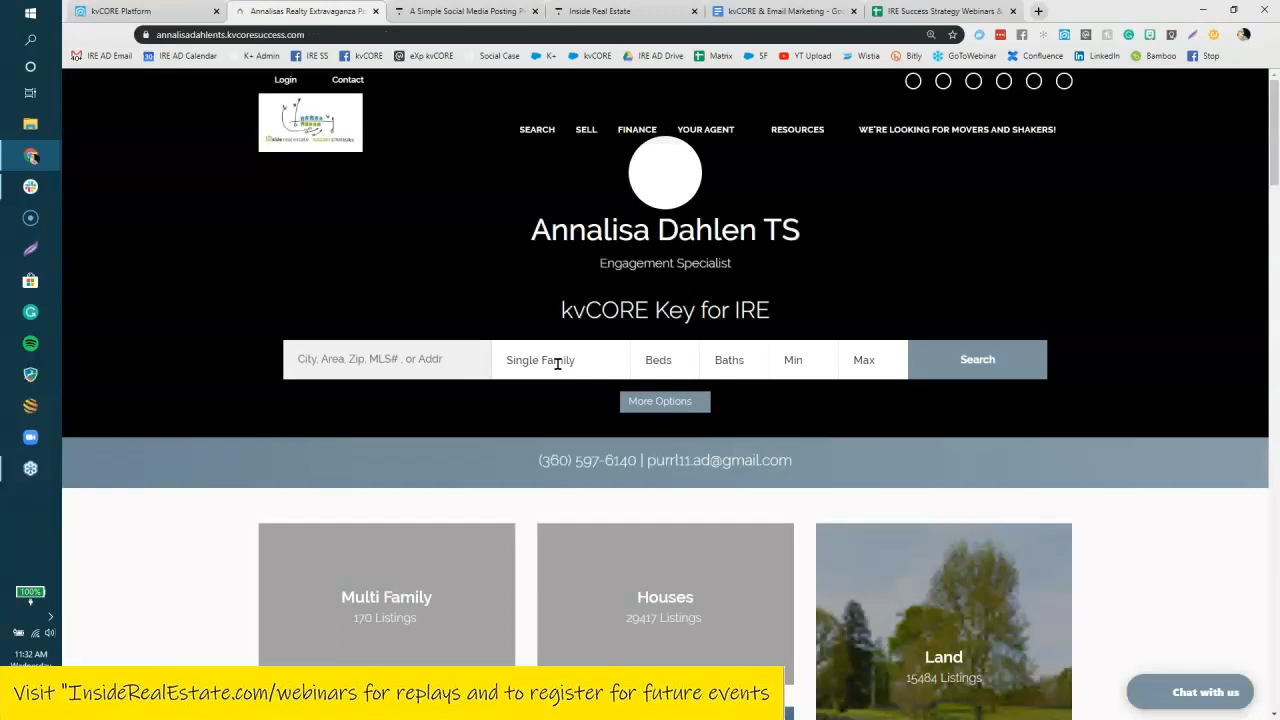 kvCORE Platform
Annalisa Realty Extravaganza Po
A Simple Social Media Posting P
Inside Real Estate
kvCORE & Email Marketing - Go
IRE Success Strategy Webinars &
annalisadahlents.kvcoresuccess.com
IRE AD Email
IRE AD Calendar
K+ Admin
IRE SS
kvCORE
eXp kvCORE
Social Case
K+
kvCORE
IRE AD Drive
Matrix
YT Upload
Wistia
Bitly
GoToWebinar
Confluence
LinkedIn
Bamboo
Stop
Login
Contact
SEARCH
SELL
FINANCE
YOUR AGENT
RESOURCES
WE'RE LOOKING FOR MOVERS AND SHAKERS!
Annalisa Dahlen TS
Engagement Specialist
kvCORE Key for IRE
City, Area, Zip, MLS# , or Addr
Single Family
Beds
Baths
Min
Max
Search
More Options
(360) 597-6140 | purrl11.ad@gmail.com
Multi Family
170 Listings
Houses
29417 Listings
Land
15484 Listings
Chat with us
100%
11:32 AM
Wednesday
Visit "InsideRealEstate.com/webinars for replays and to register for future events